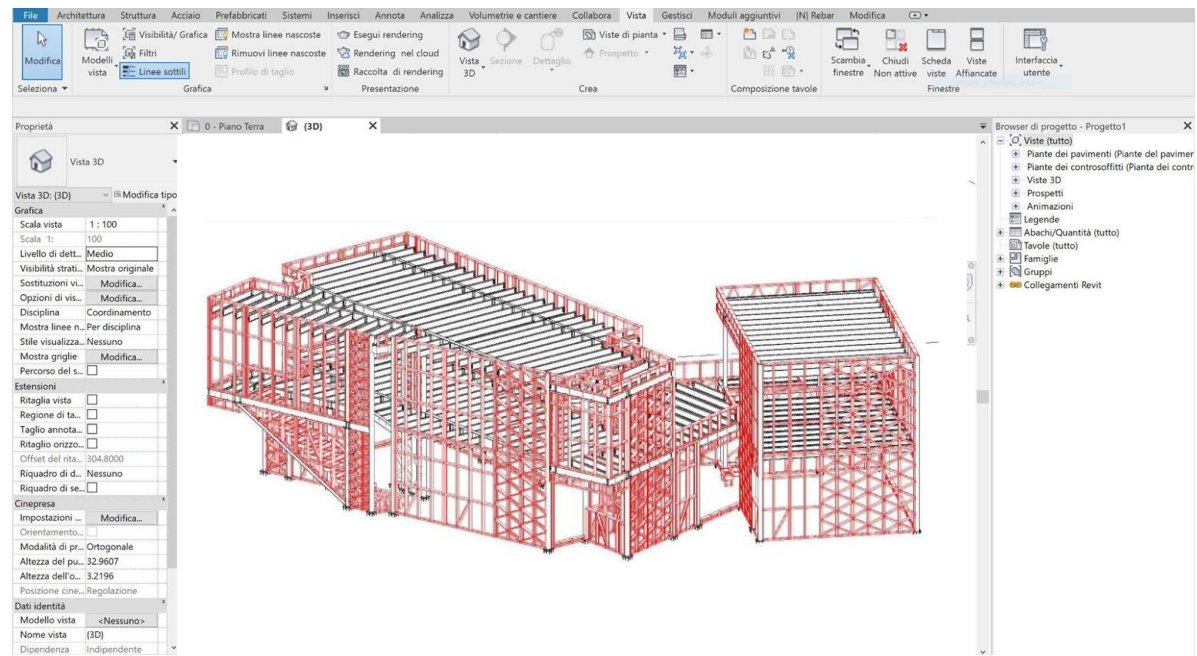 File Architettura Struttura Acciaio Prefabbricati Sistemi Inserisci Annota Analizza Volumetrie e cantiere Collabora Vista Gestisci Moduli aggiuntivi (N) Rebar Modifica
Modifica
Modelli vista
Visibilità/ Grafica
Filtri
Linee sottili
Mostra linee nascoste
Rimuovi linee nascoste
Profilo di taglio
Esegui rendering
Rendering nel cloud
Raccolta di rendering
Vista 3D
Sezione
Dettaglio
Viste di pianta
Prospetto
Scambia finestre
Chiudi Non attive
Scheda viste
Viste Affiancate
Interfaccia utente
Seleziona Grafica Presentazione Crea Composizione tavole Finestre
Proprietà
0 - Piano Terra
(3D)
Browser di progetto - Progetto1
Vista 3D
Vista 3D: (3D)
Modifica tipo
Grafica
Scala vista 1 : 100
Scala 1: 100
Livello di dett... Medio
Visibilità strati... Mostra originale
Sostituzioni vi... Modifica...
Opzioni di vis... Modifica...
Disciplina Coordinamento
Mostra linee n... Per disciplina
Stile visualizza... Nessuno
Mostra griglie Modifica...
Percorso del s...
Estensioni
Ritaglia vista
Regione di ta...
Taglio annota...
Ritaglio orizzo...
Offset del rita... 304.8000
Riquadro di d... Nessuno
Riquadro di se...
Cinepresa
Impostazioni ... Modifica...
Orientamento...
Modalità di pr... Ortogonale
Altezza del pu... 32.9607
Altezza dell'o... 3.2196
Posizione cine... Regolazione
Dati identità
Modello vista <Nessuno>
Nome vista (3D)
Dipendenza Indipendente
Viste (tutto)
Piante dei pavimenti (Piante del pavimer
Piante dei controsoffitti (Pianta dei contr
Viste 3D
Prospetti
Animazioni
Legende
Abachi/Quantità (tutto)
Tavole (tutto)
Famiglie
Gruppi
Collegamenti Revit